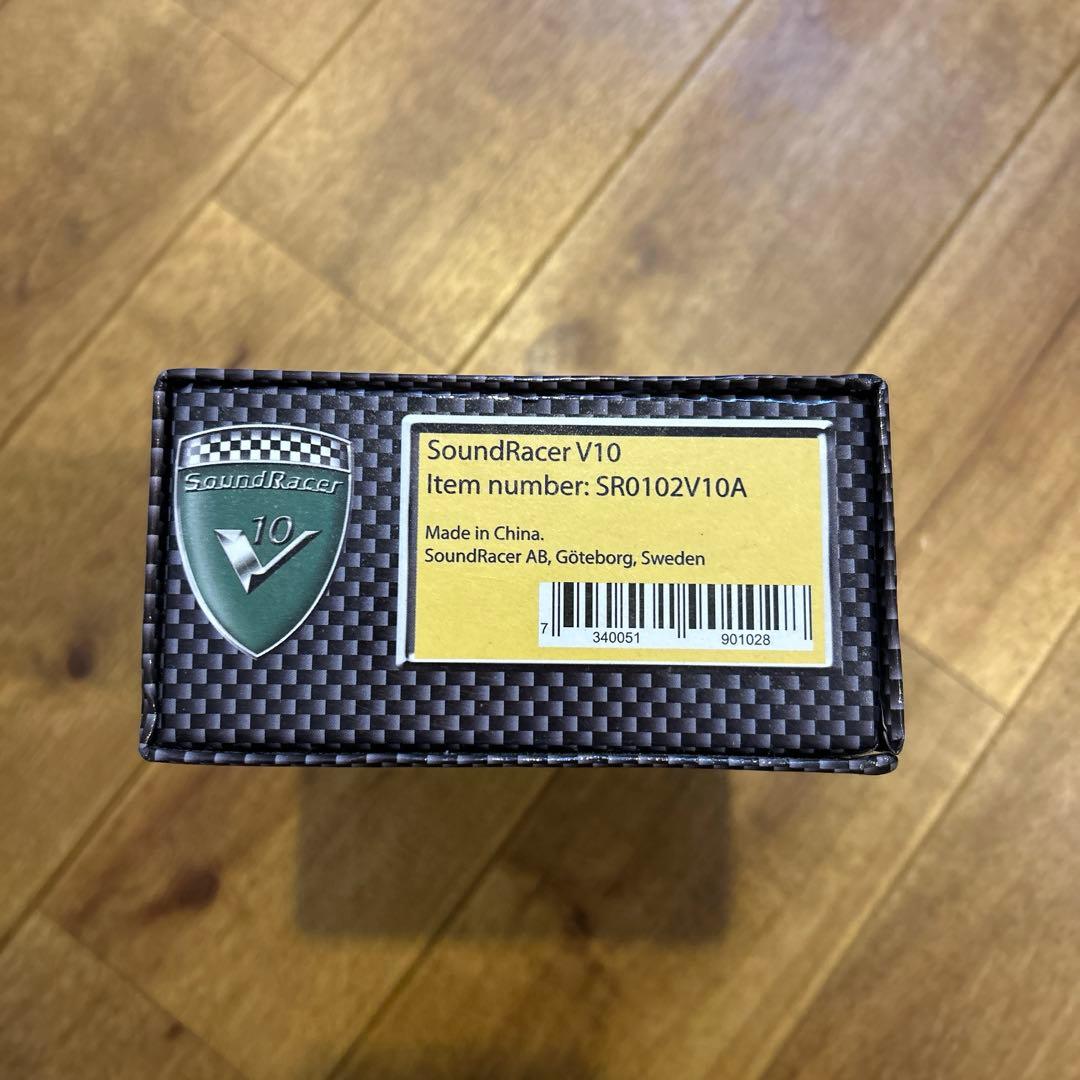 SoundRacer
10
V
SoundRacer V10
Item number: SR0102V10A
Made in China.
SoundRacer AB, Göteborg, Sweden
7 340051 901028